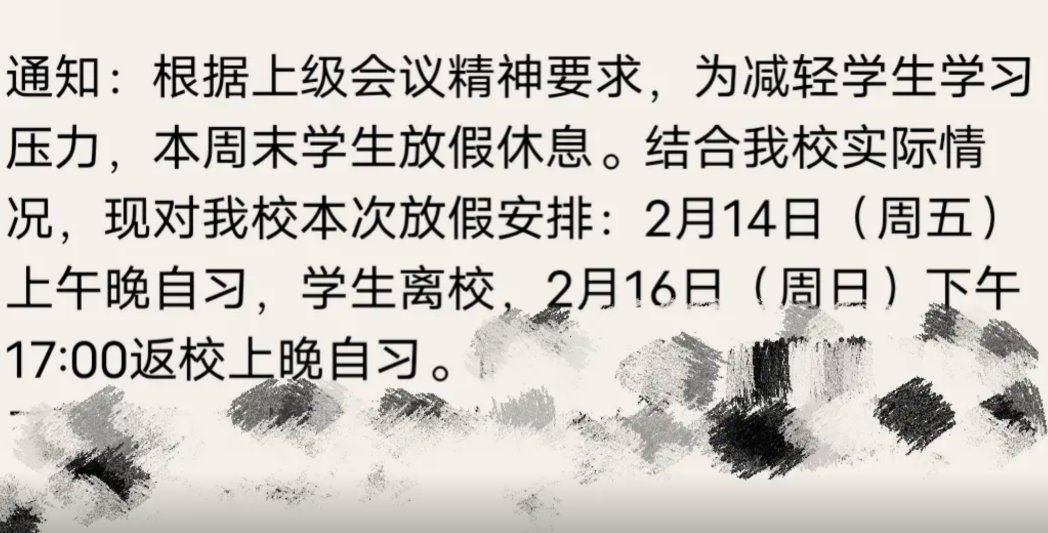 通知：根据上级会议精神要求，为减轻学生学习
压力，本周末学生放假休息。结合我校实际情
况，现对我校本次放假安排：2月14日（周五）
上午晚自习，学生离校，2月16日（周日）下午
17:00返校上晚自习。